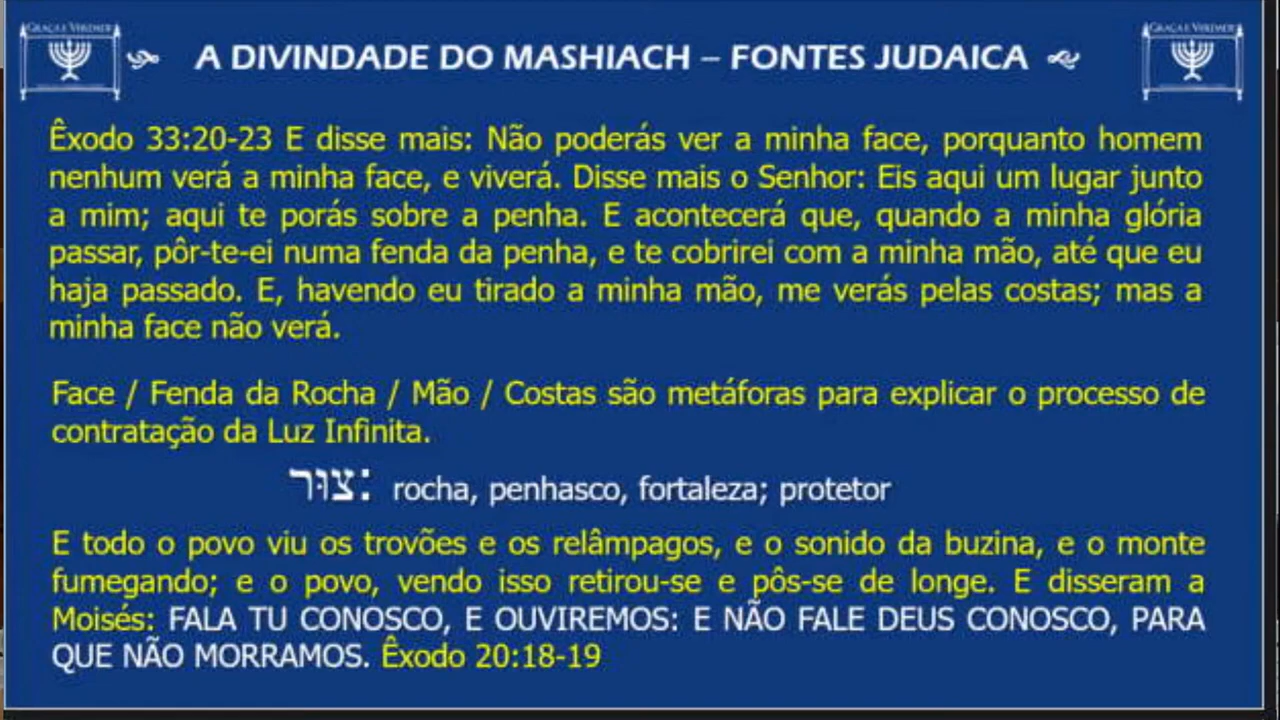 GRAÇA E VERDADE
GRAÇA E VERDADE
A DIVINDADE DO MASHIACH – FONTES JUDAICA
Êxodo 33:20-23 E disse mais: Não poderás ver a minha face, porquanto homem
nenhum verá a minha face, e viverá. Disse mais o Senhor: Eis aqui um lugar junto
a mim; aqui te porás sobre a penha. E acontecerá que, quando a minha glória
passar, pôr-te-ei numa fenda da penha, e te cobrirei com a minha mão, até que eu
haja passado. E, havendo eu tirado a minha mão, me verás pelas costas; mas a
minha face não verá.
Face / Fenda da Rocha / Mão / Costas são metáforas para explicar o processo de
contratação da Luz Infinita.
צוּר: rocha, penhasco, fortaleza; protetor
E todo o povo viu os trovões e os relâmpagos, e o sonido da buzina, e o monte
fumegando; e o povo, vendo isso retirou-se e pôs-se de longe. E disseram a
Moisés: FALA TU CONOSCO, E OUVIREMOS: E NÃO FALE DEUS CONOSCO, PARA
QUE NÃO MORRAMOS. Êxodo 20:18-19